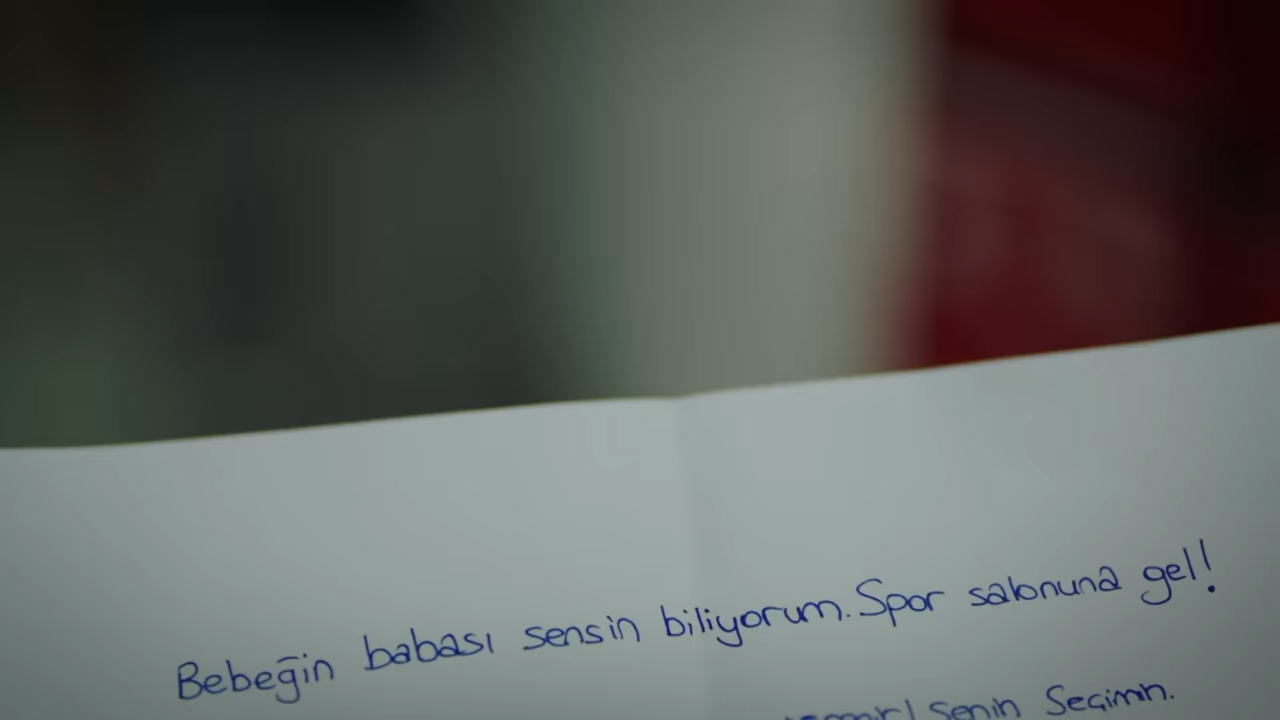 Bebeğin babası sensin biliyorum. Spor salonuna gel!
senin Seçimin.